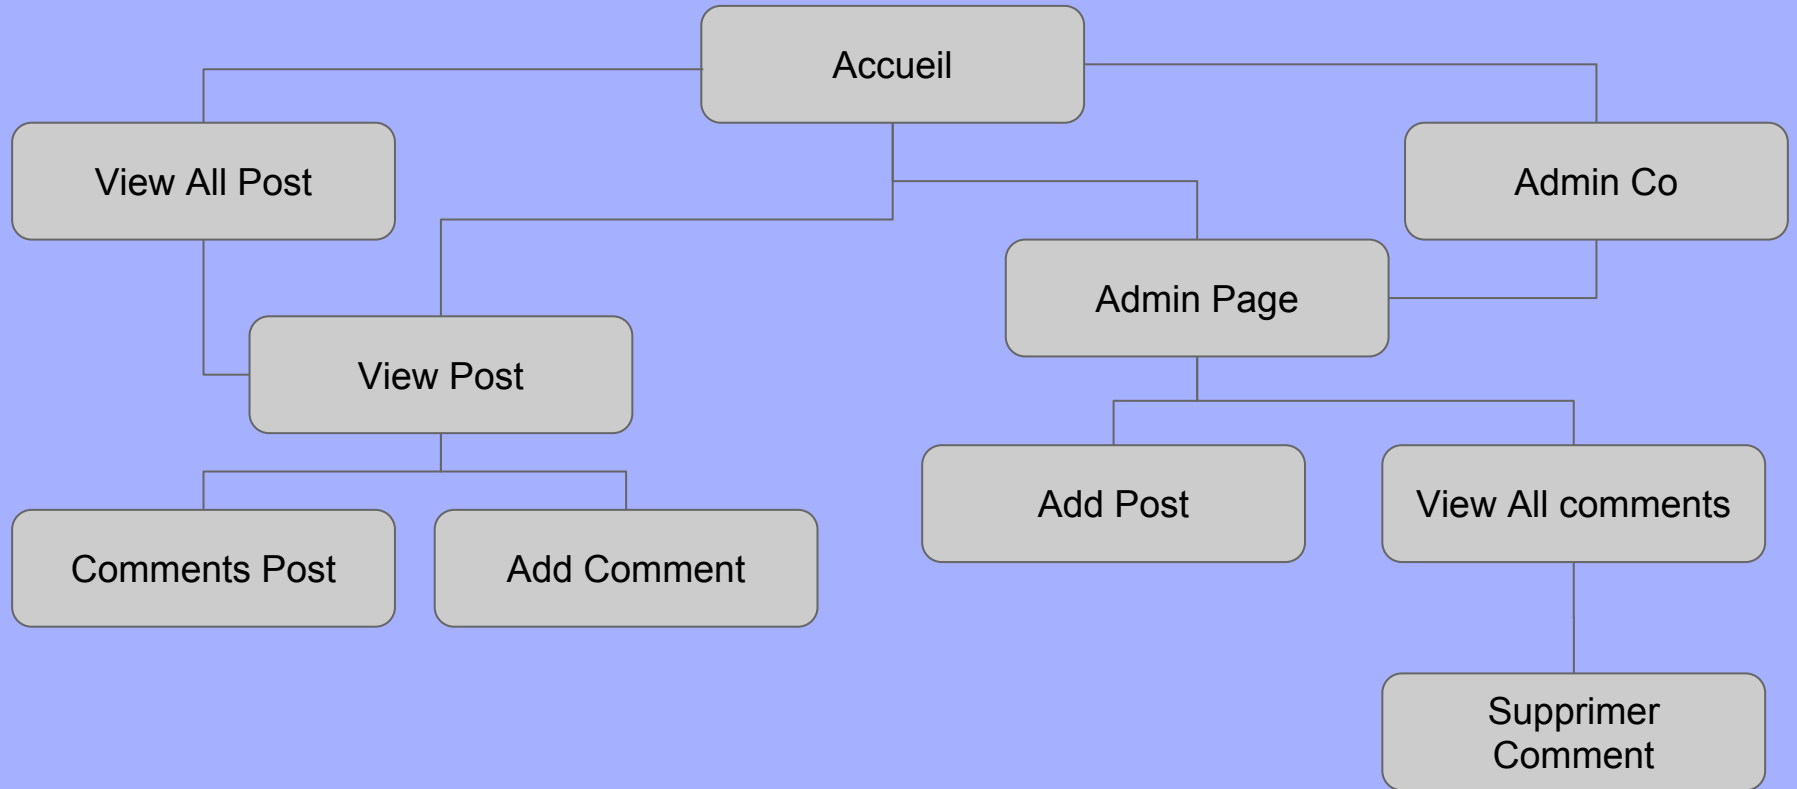 Accueil
View All Post
Admin Co
Admin Page
View Post
Add Post
View All comments
Comments Post
Add Comment
Supprimer
Comment